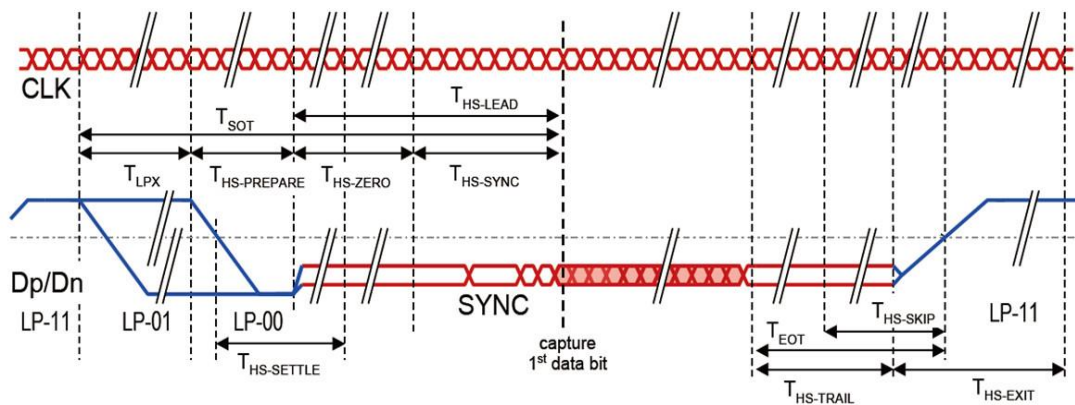 CLK
T_HS-LEAD
T_SOT
T_LPX
T_HS-PREPARE
T_HS-ZERO
T_HS-SYNC
Dp/Dn
SYNC
LP-11
LP-01
LP-00
LP-11
T_HS-SKIP
T_EOT
capture
1st data bit
T_HS-SETTLE
T_HS-TRAIL
T_HS-EXIT